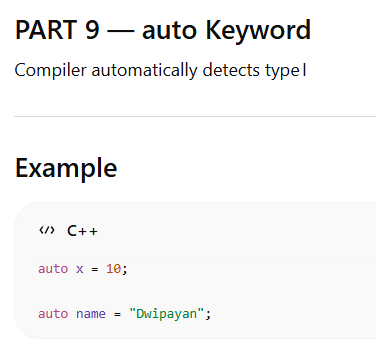 PART 9 — auto Keyword
Compiler automatically detects type
Example
</> C++
auto x = 10;
auto name = "Dwipayan";